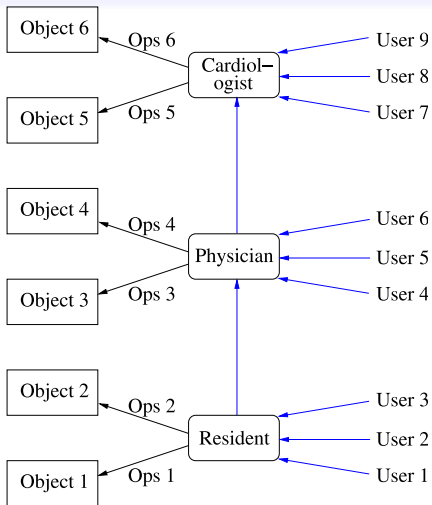 Object 6
Ops 6
User 9
Cardiol-
ogist
User 8
Object 5
Ops 5
User 7
Object 4
Ops 4
User 6
Physician
User 5
Object 3
Ops 3
User 4
Object 2
Ops 2
User 3
Resident
User 2
Object 1
Ops 1
User 1